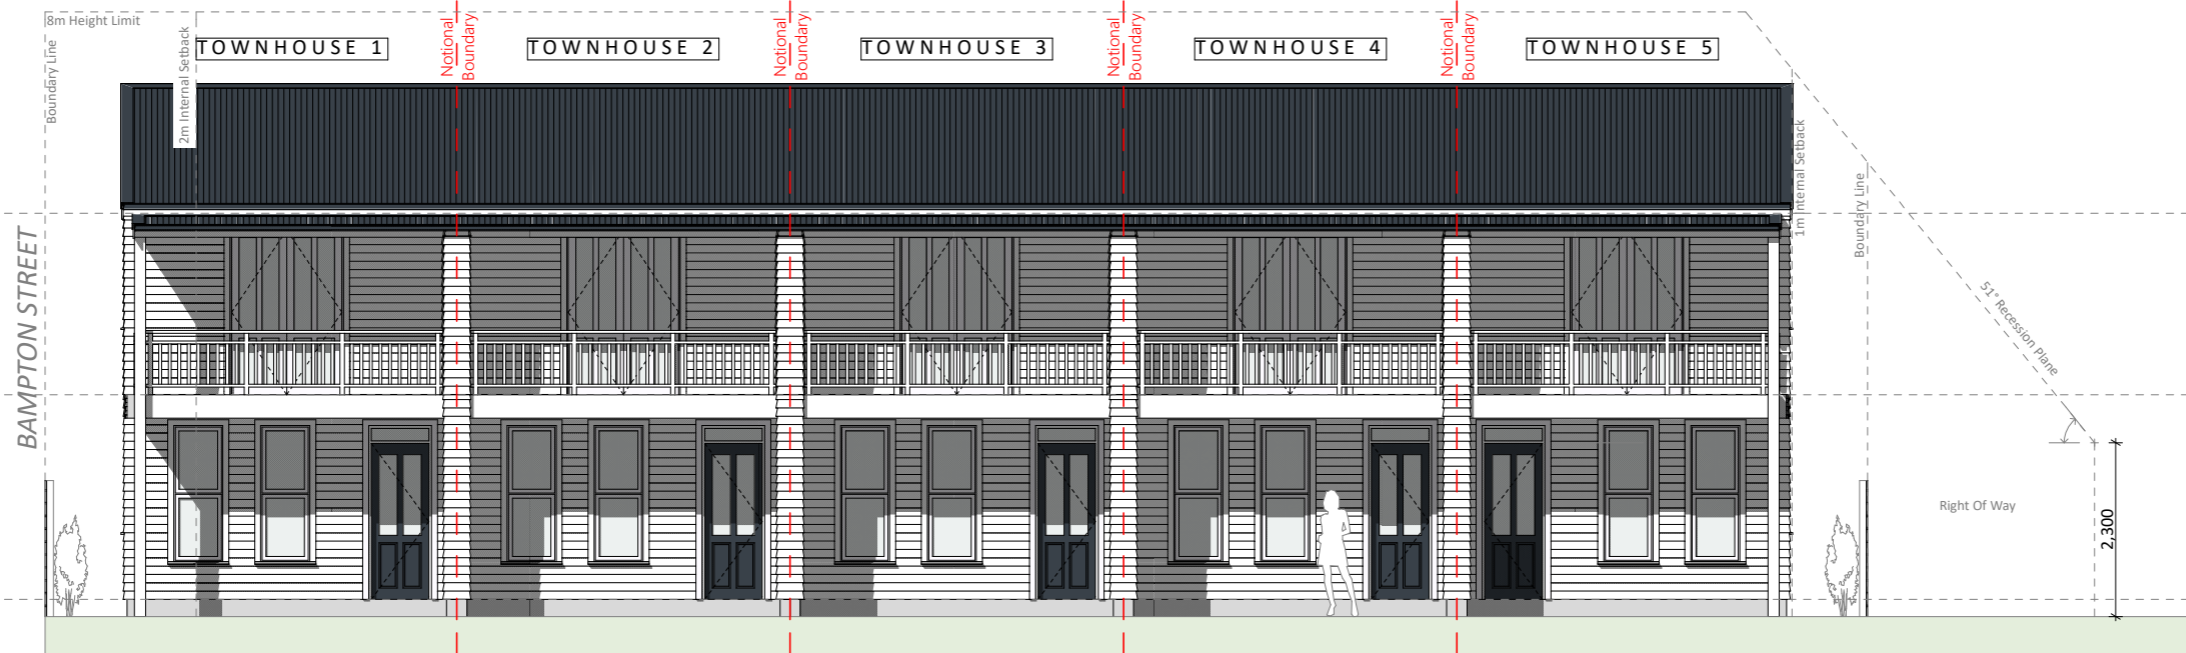 8m Height Limit
Boundary Line
2m Internal Setback
TOWNHOUSE 1
Notional
Boundary
TOWNHOUSE 2
Notional
Boundary
TOWNHOUSE 3
Notional
Boundary
TOWNHOUSE 4
Notional
Boundary
TOWNHOUSE 5
1m Internal Setback
Boundary Line
BAMPTON STREET
51° Recession Plane
Right Of Way
2,300